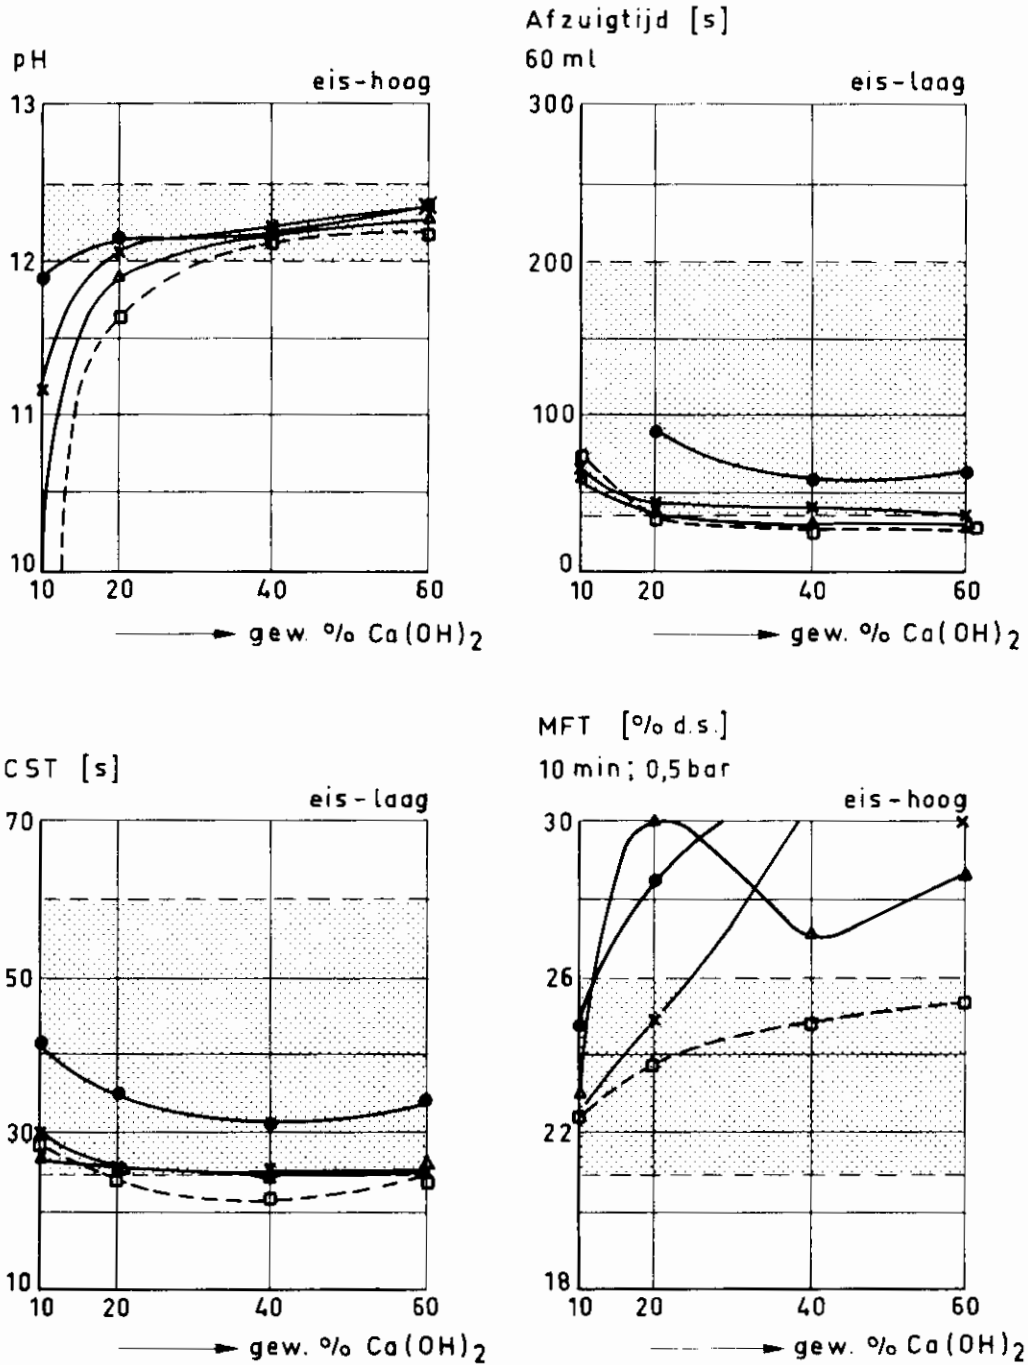 pH
eis-hoog
13
12
11
10
10 20 40 60
gew. % Ca(OH)2
Afzuigtijd [s]
60 ml
eis-laag
300
200
100
0
10 20 40 60
gew. % Ca(OH)2
CST [s]
eis-laag
70
50
30
10
10 20 40 60
gew. % Ca(OH)2
MFT [% d.s.]
10 min; 0,5 bar
eis-hoog
30
26
22
18
10 20 40 60
gew. % Ca(OH)2